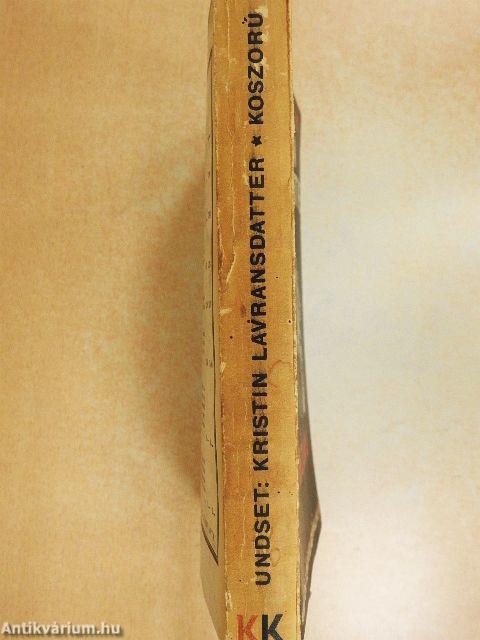 UNDSET: KRISTIN LAVRANSDATTER * KOSZORÚ
KK
Antikvárium.hu